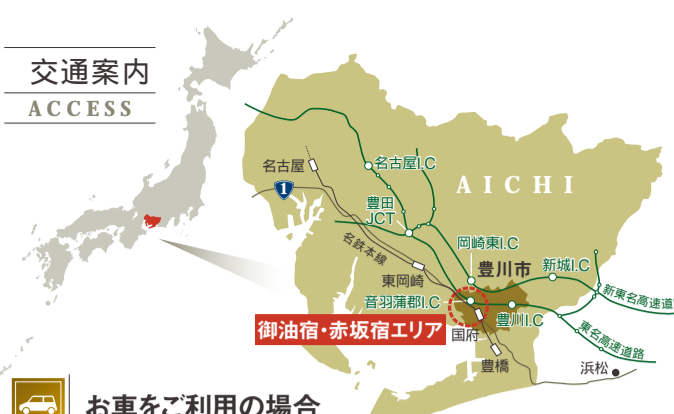 交通案内
ACCESS
AICHI
名古屋
名古屋I.C
1
豊田
JCT
名鉄本線
岡崎東I.C
豊川市
新城I.C
東岡崎
音羽蒲郡I.C
新東名高速道
御油宿・赤坂宿エリア
国府
豊川I.C
東名高速道路
豊橋
浜松
お車をご利用の場合